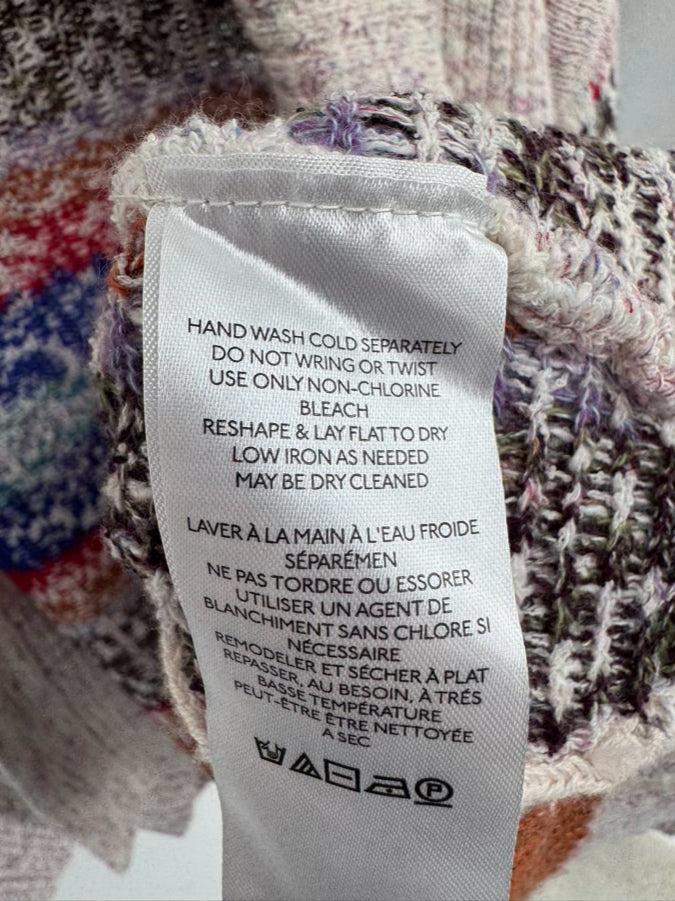 HAND WASH COLD SEPARATELY
DO NOT WRING OR TWIST
USE ONLY NON-CHLORINE
BLEACH
RESHAPE & LAY FLAT TO DRY
LOW IRON AS NEEDED
MAY BE DRY CLEANED
LAVER À LA MAIN À L'EAU FROIDE
SÉPARÉMEN
NE PAS TORDRE OU ESSORER
UTILISER UN AGENT DE
BLANCHIMENT SANS CHLORE SI
NÉCESSAIRE
REMODELER ET SÉCHER À PLAT
REPASSER, AU BESOIN, À TRÉS
BASSE TEMPÉRATURE
PEUT-ÊTRE ÊTRE NETTOYÉE
A SEC
P